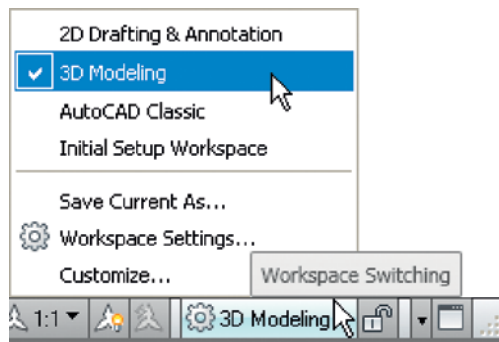 2D Drafting & Annotation
3D Modeling
AutoCAD Classic
Initial Setup Workspace
Save Current As...
Workspace Settings...
Customize...
Workspace Switching
1:1
3D Modeling